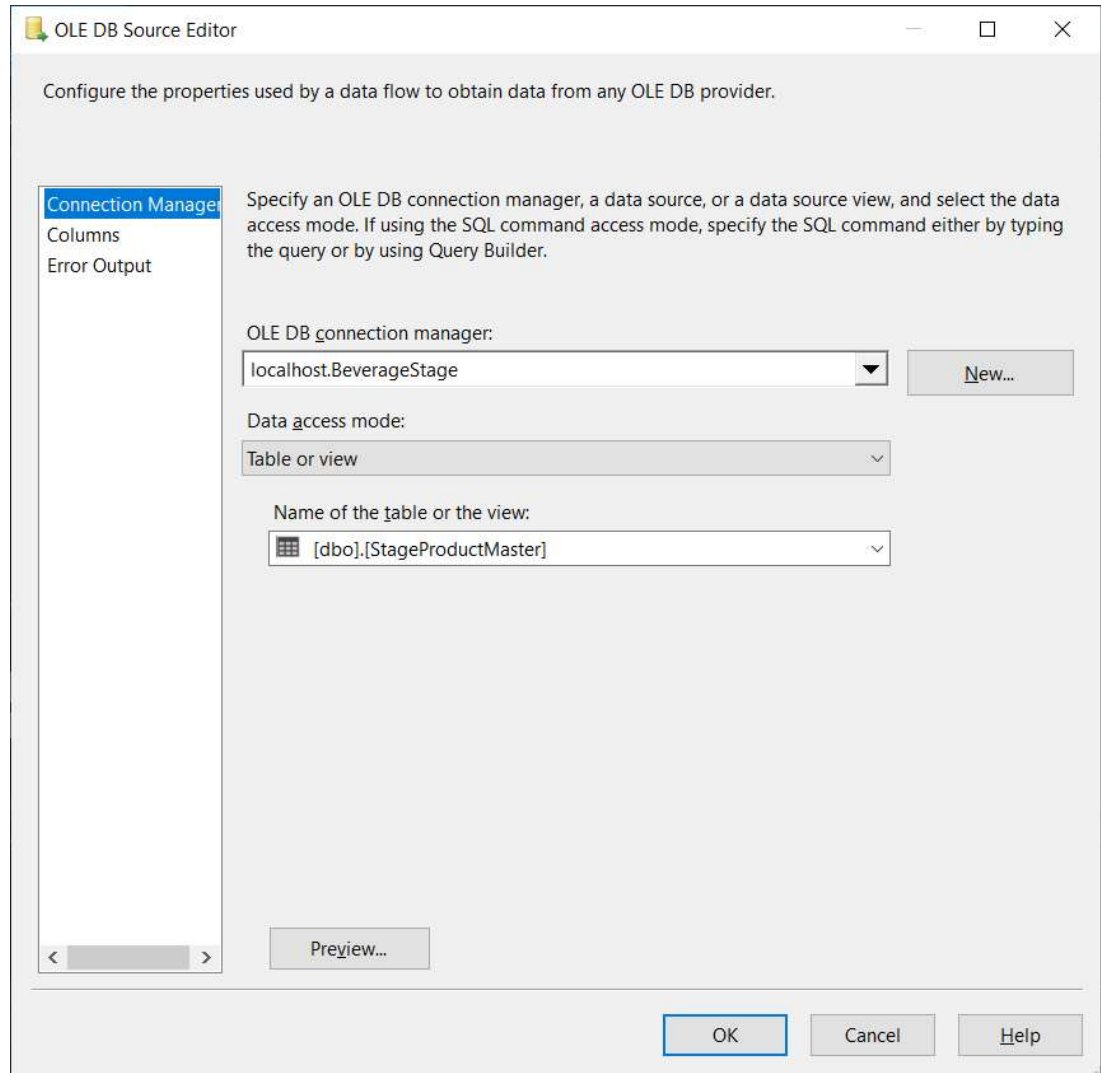 OLE DB Source Editor
Configure the properties used by a data flow to obtain data from any OLE DB provider.
Connection Manager
Columns
Error Output
Specify an OLE DB connection manager, a data source, or a data source view, and select the data
access mode. If using the SQL command access mode, specify the SQL command either by typing
the query or by using Query Builder.
OLE DB connection manager:
localhost.BeverageStage
New...
Data access mode:
Table or view
Name of the table or the view:
[dbo].[StageProductMaster]
Preview...
OK
Cancel
Help